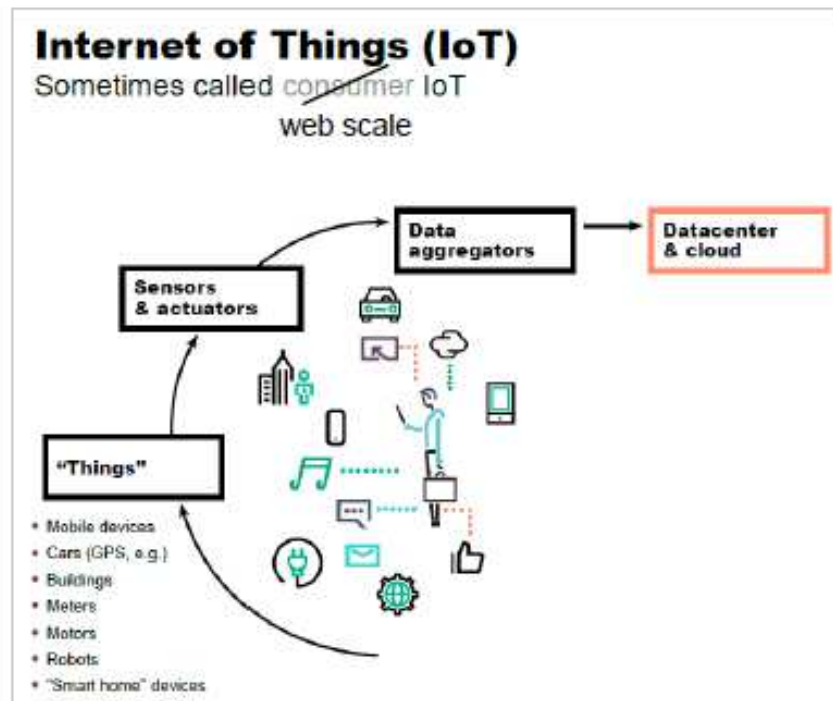 Internet of Things (IoT)
Sometimes called consumer IoT
web scale
Data
aggregators
Datacenter
& cloud
Sensors
& actuators
“Things”
• Mobile devices
• Cars (GPS, e.g.)
• Buildings
• Meters
• Motors
• Robots
• "Smart home" devices